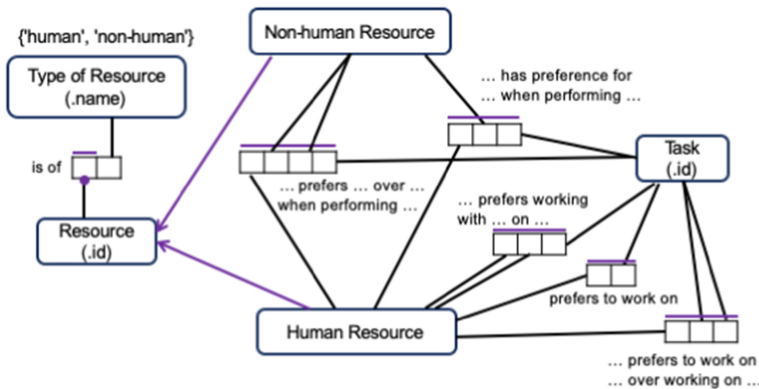 {'human', 'non-human'}
Type of Resource
(.name)
is of
Resource
(.id)
Non-human Resource
... has preference for
... when performing ...
Task
(.id)
... prefers ... over ...
when performing ...
... prefers working
with ... on ...
prefers to work on
Human Resource
... prefers to work on
... over working on ...